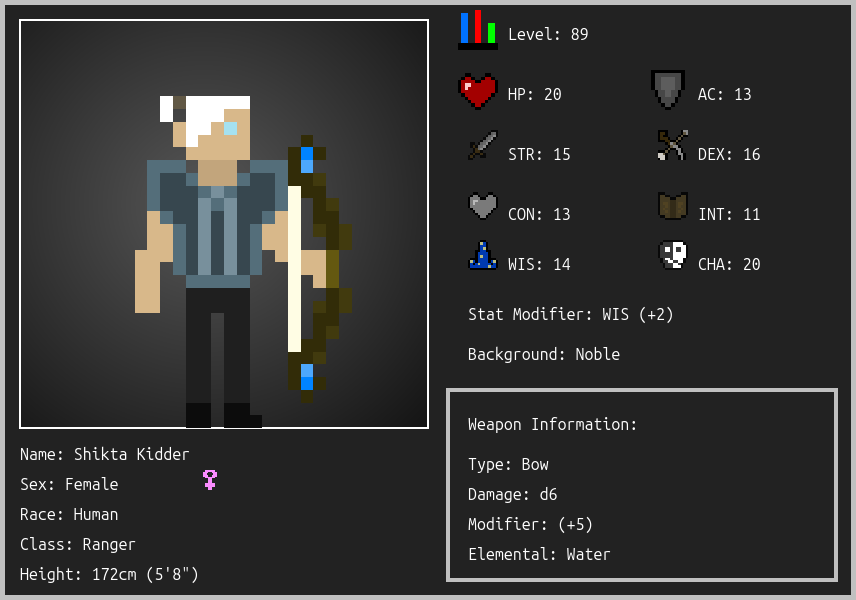 Level: 89
HP: 20
AC: 13
STR: 15
DEX: 16
CON: 13
INT: 11
WIS: 14
CHA: 20
Stat Modifier: WIS (+2)
Background: Noble
Weapon Information:
Type: Bow
Damage: d6
Modifier: (+5)
Elemental: Water
Name: Shikta Kidder
Sex: Female
Race: Human
Class: Ranger
Height: 172cm (5'8")